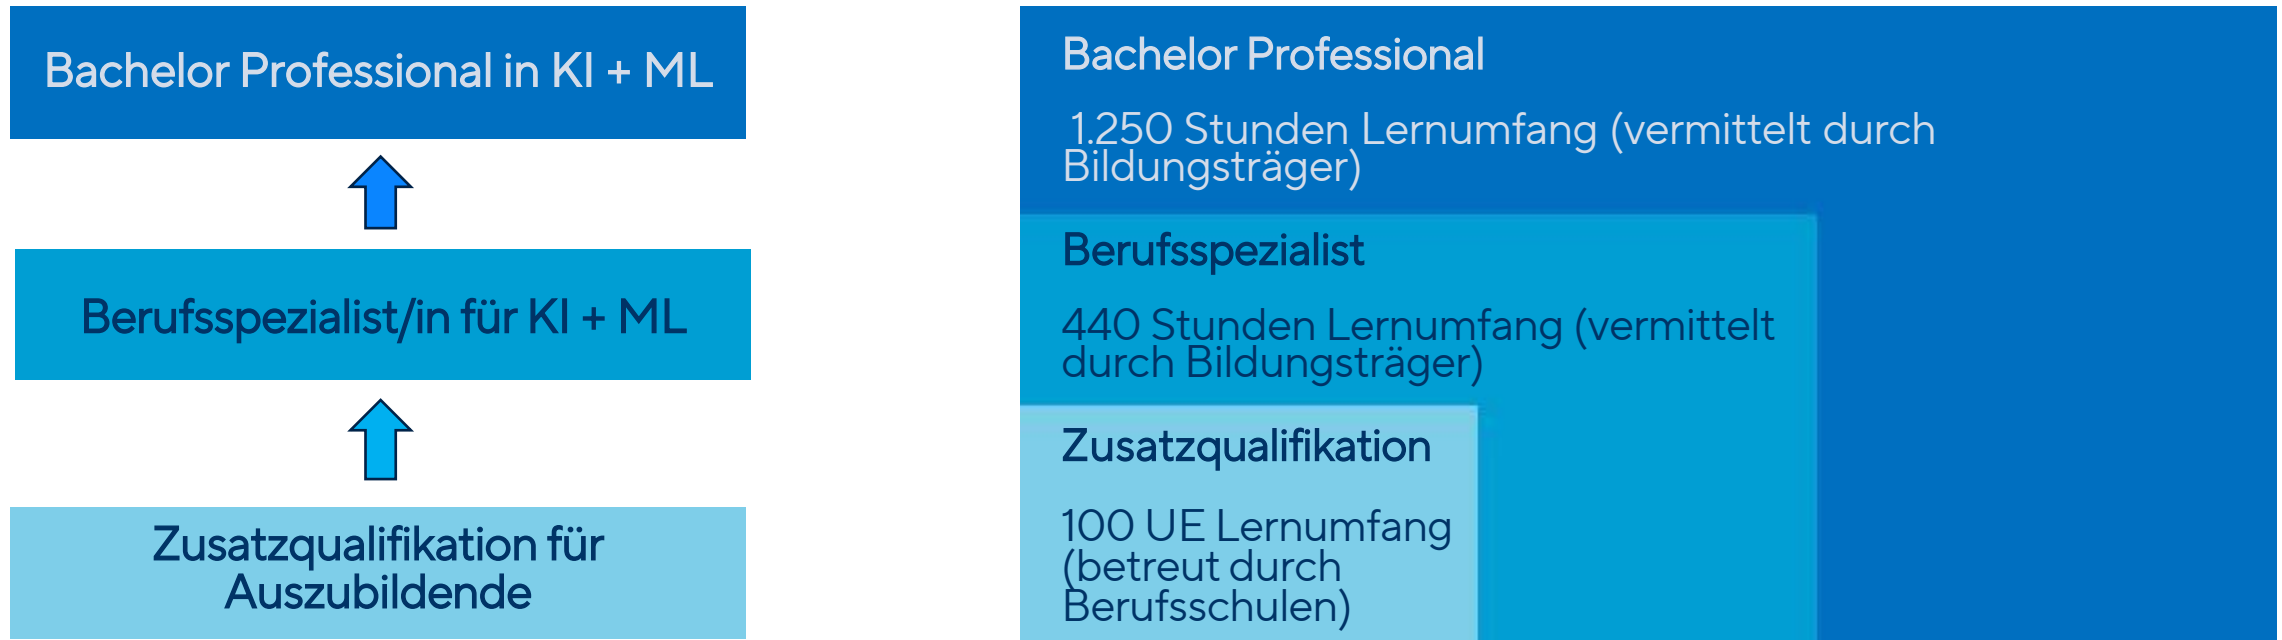 Bachelor Professional in KI + ML
Berufsspezialist/in für KI + ML
Zusatzqualifikation für
Auszubildende
Bachelor Professional
1.250 Stunden Lernumfang (vermittelt durch
Bildungsträger)
Berufsspezialist
440 Stunden Lernumfang (vermittelt
durch Bildungsträger)
Zusatzqualifikation
100 UE Lernumfang
(betreut durch
Berufsschulen)